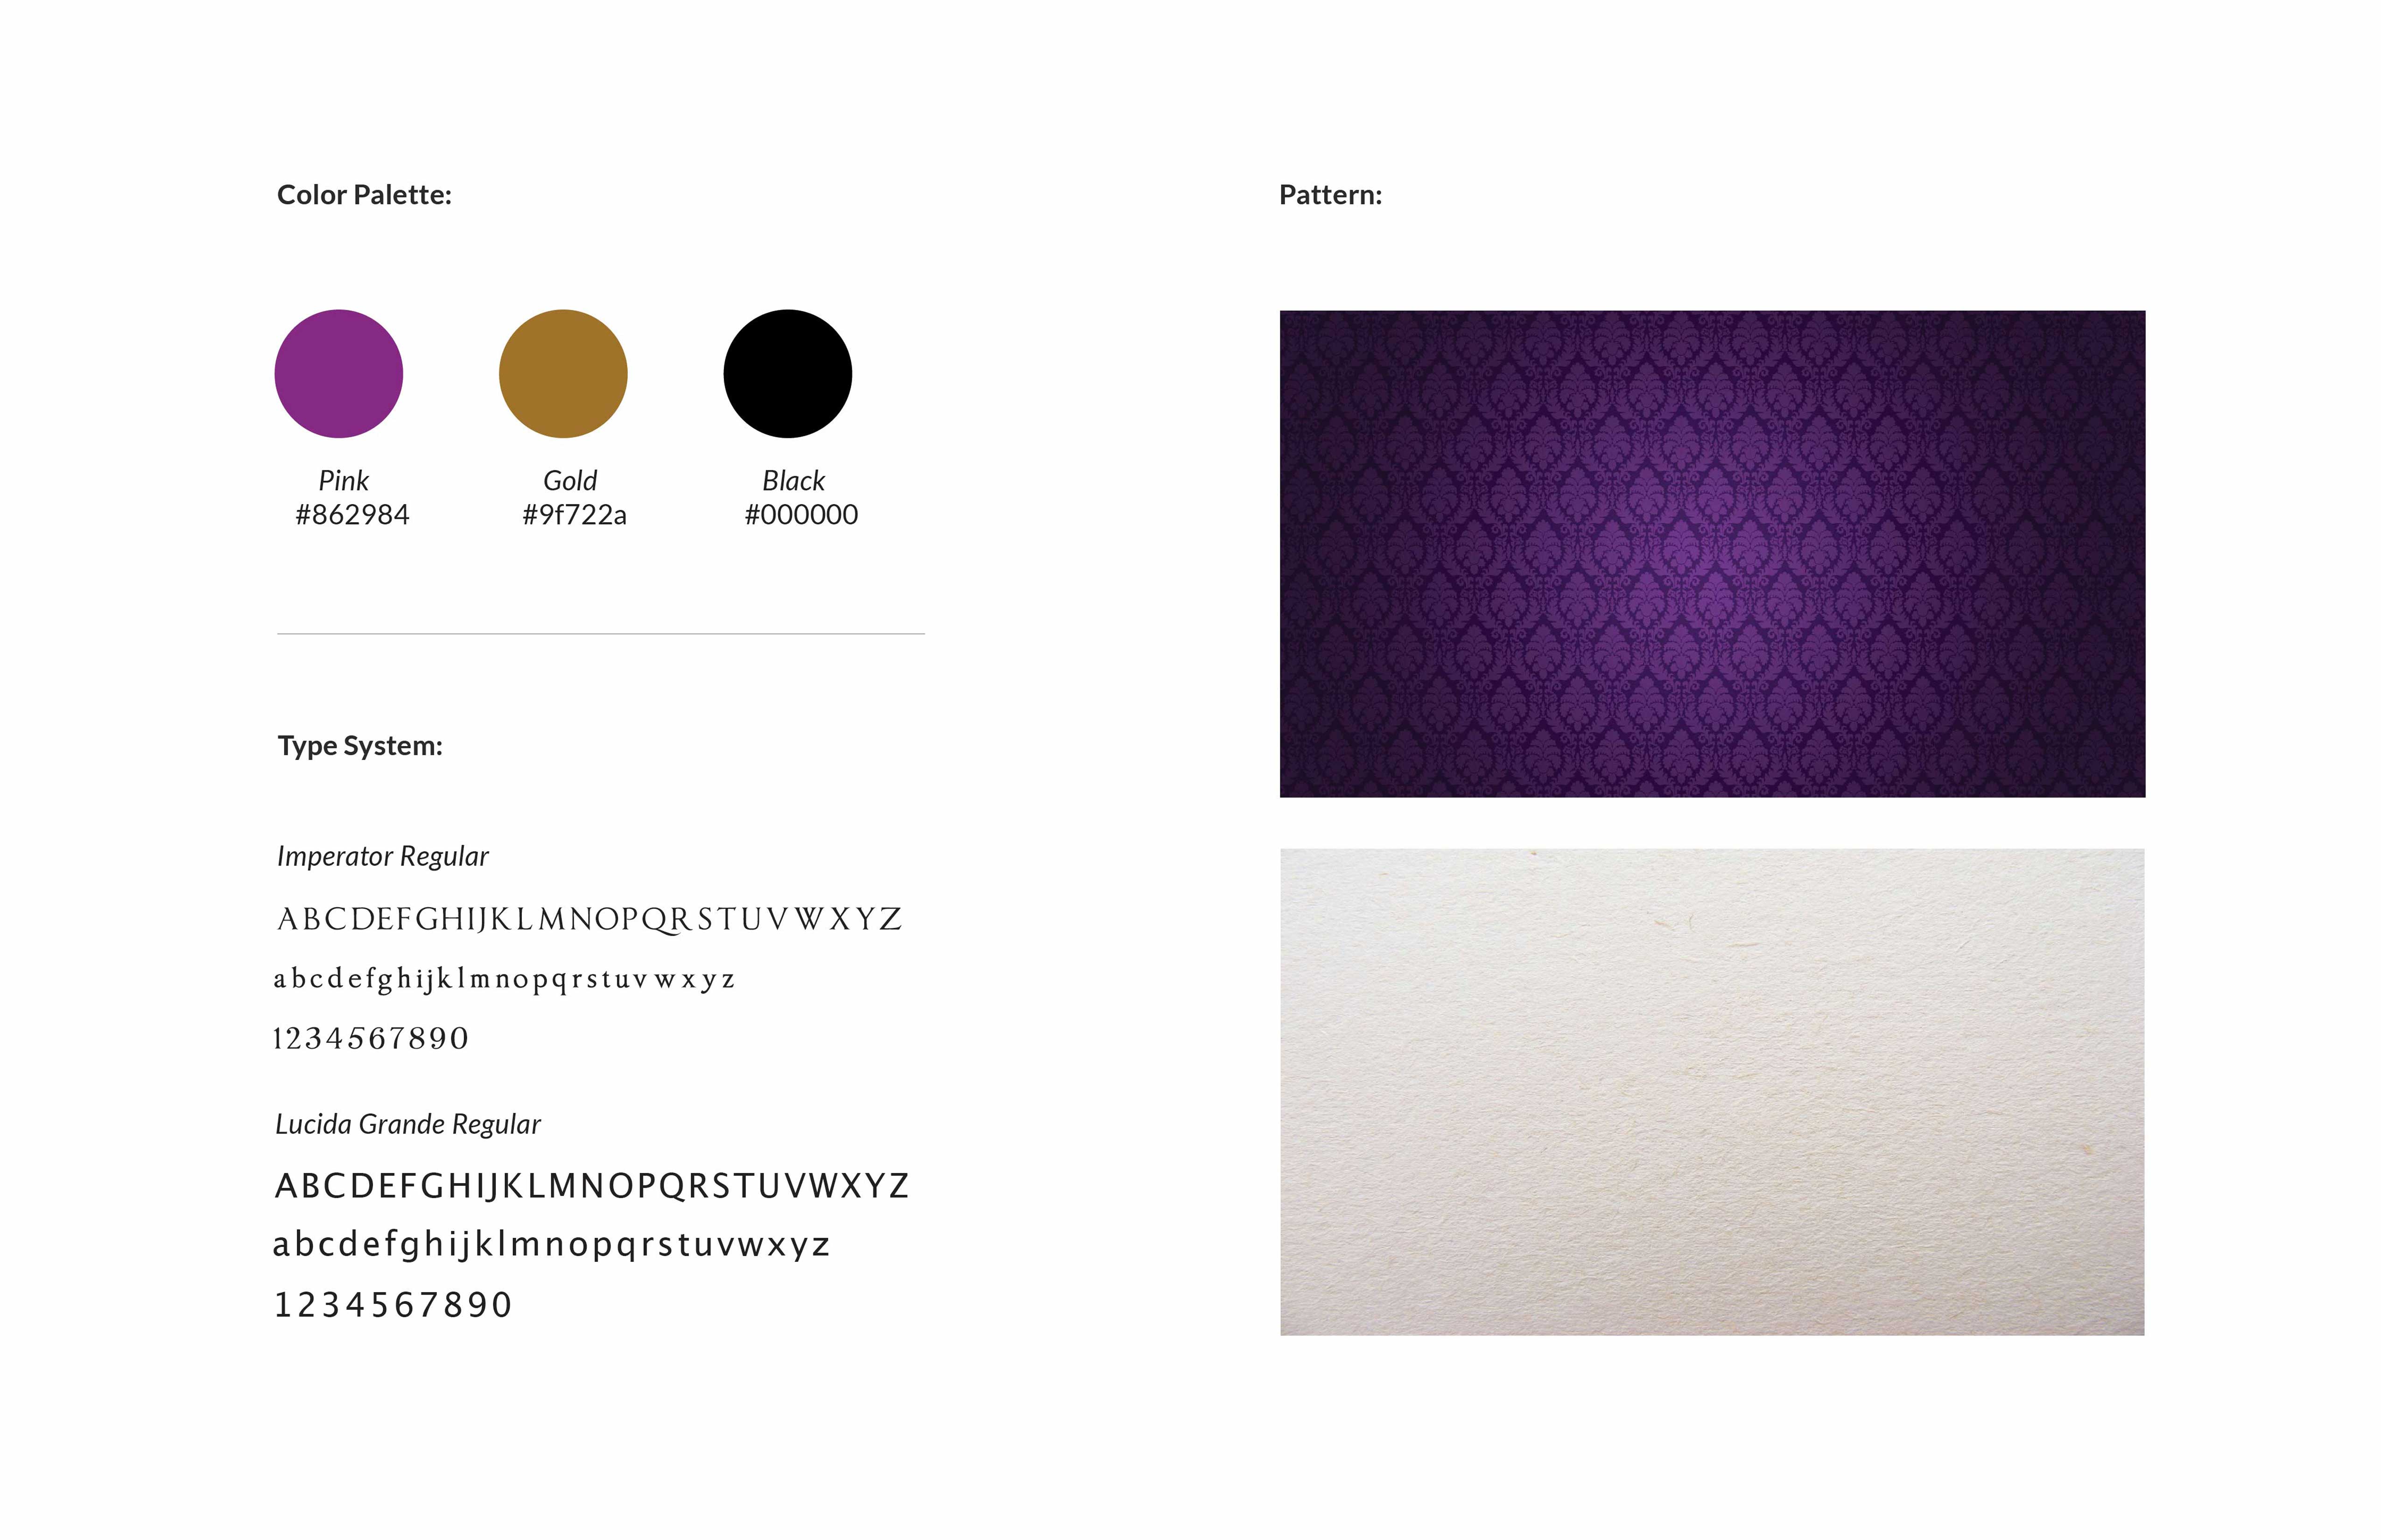 Color Palette:
Pink
#862984
Gold
#9f722a
Black
#000000
Type System:
Imperator Regular
ABCDEFGHIJKLMNOPQRSTUVWXYZ
abcdefghijklmnopqrstuvwxyz
1234567890
Lucida Grande Regular
ABCDEFGHIJKLMNOPQRSTUVWXYZ
abcdefghijklmnopqrstuvwxyz
1234567890
Pattern: